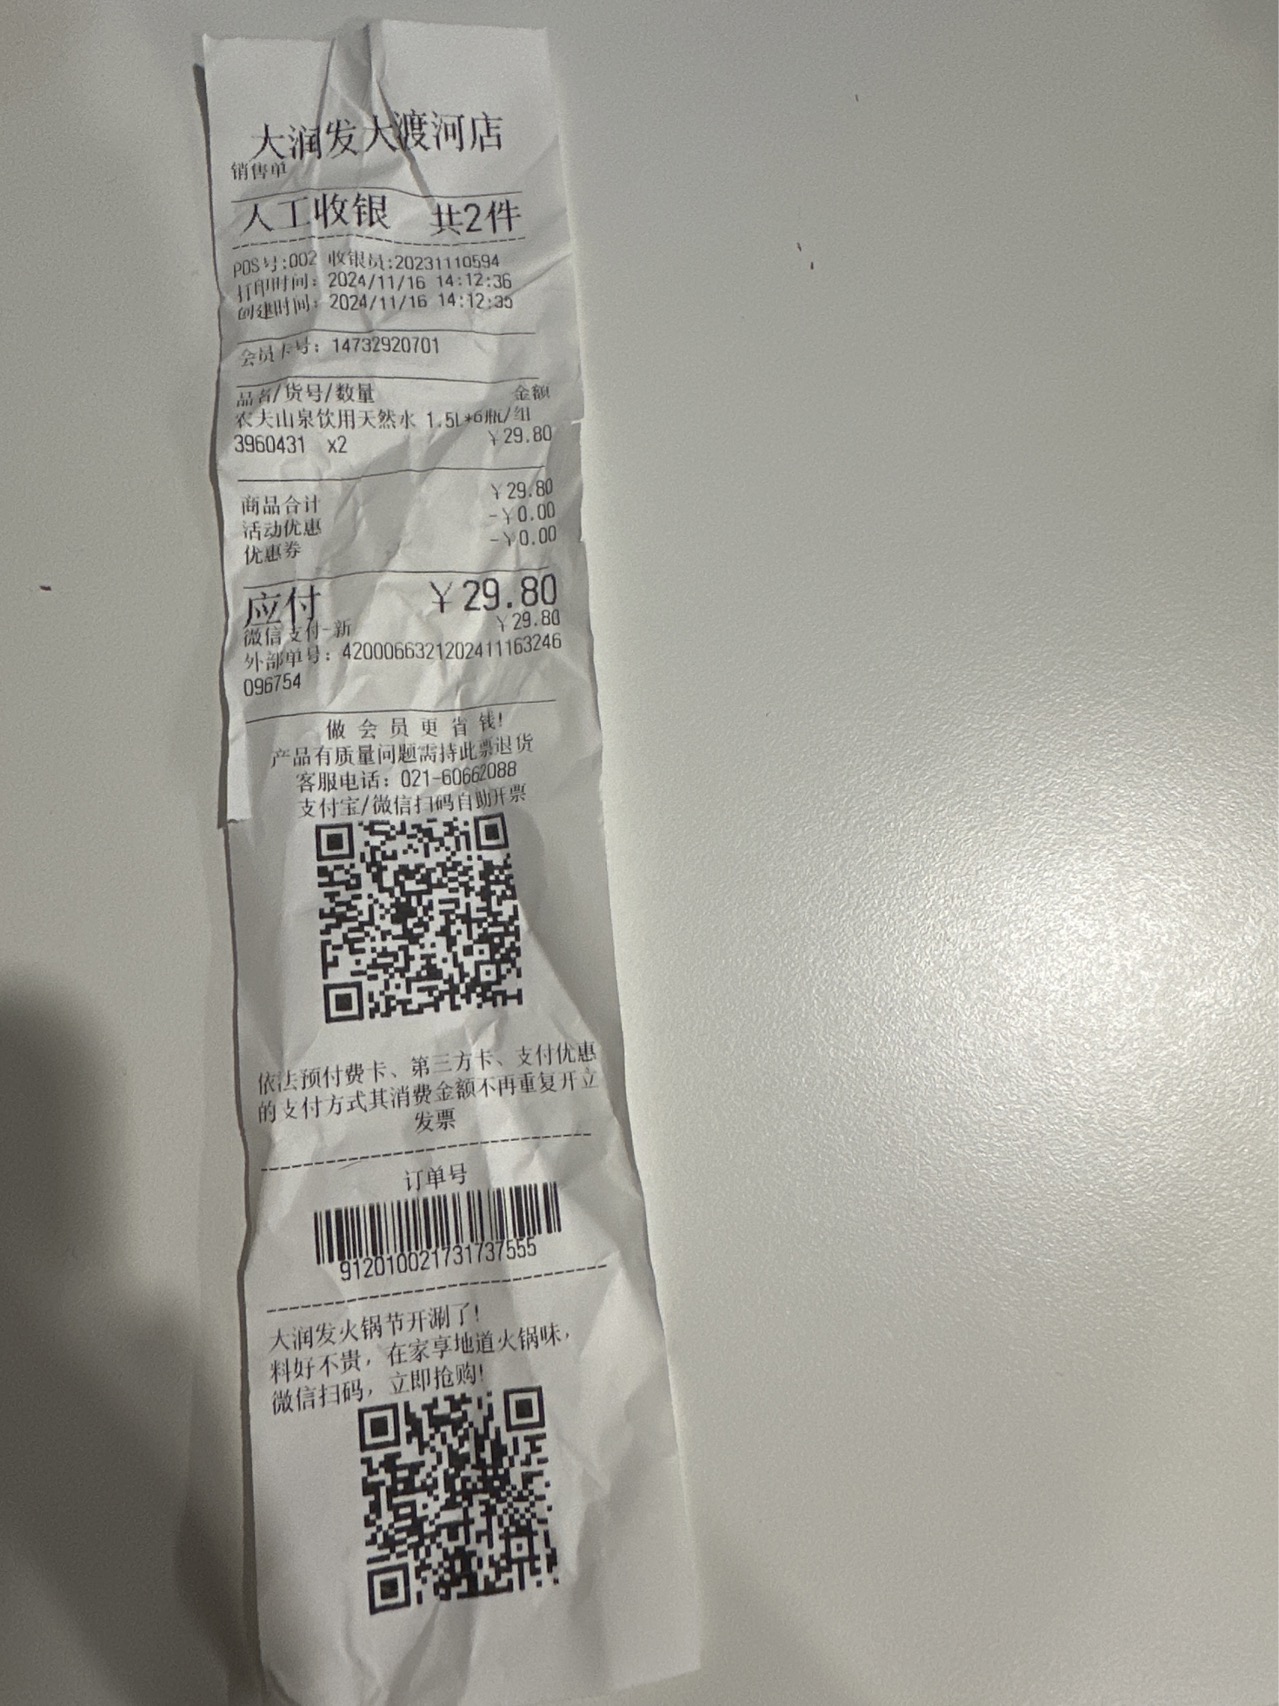 大润发大渡河店
销售单
人工收银 共2件
POS号:002 收银员:20231110594
打印时间: 2024/11/16 14:12:36
创建时间: 2024/11/16 14:12:35
会员卡号: 14732920701
品名/货号/数量 金额
农夫山泉饮用天然水 1.5L*6瓶/组
3960431 x2 ￥29.80
商品合计 ￥29.80
活动优惠 -￥0.00
优惠券 -￥0.00
应付 ￥29.80
微信支付-新 ￥29.80
外部单号: 4200066321202411163246
096754
做 会 员 更 省 钱!
产品有质量问题需持此票退货
客服电话: 021-60662088
支付宝/微信扫码自助开票
依法预付费卡、第三方卡、支付优惠
的支付方式其消费金额不再重复开立
发票
订单号
912010021731737555
大润发火锅节开涮了!
料好不贵, 在家享地道火锅味,
微信扫码, 立即抢购!